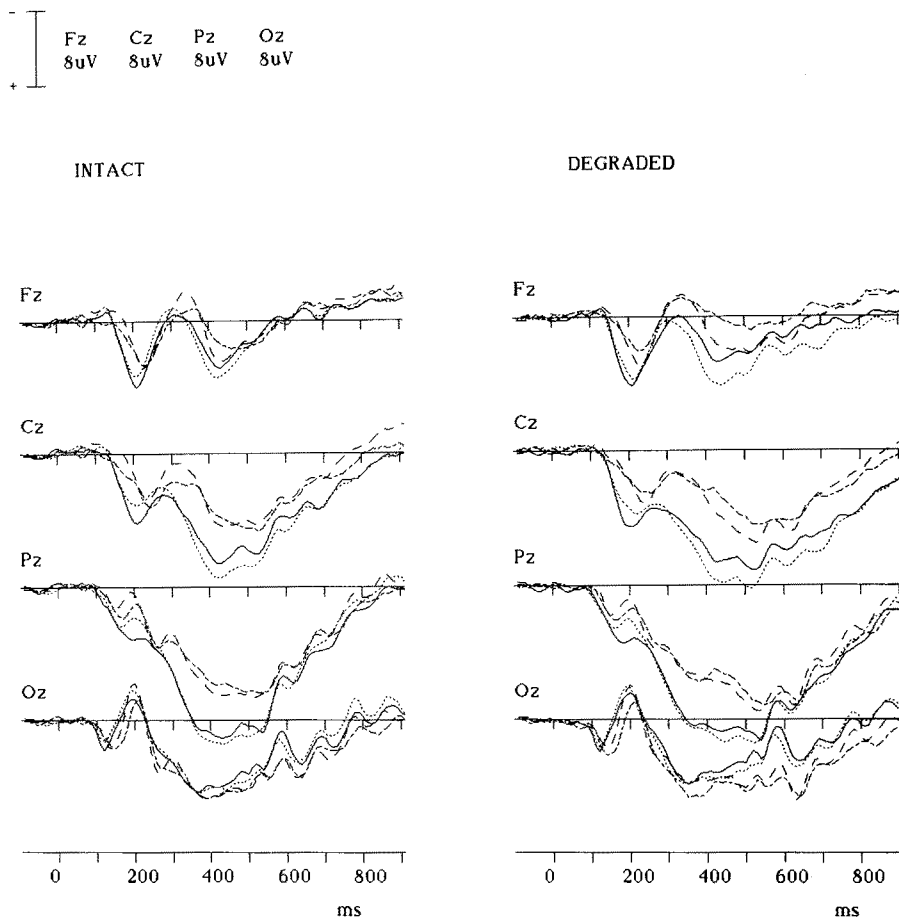 -
Fz Cz Pz Oz
8uV 8uV 8uV 8uV
+
INTACT
Fz
Cz
Pz
Oz
0 200 400 600 800
ms
DEGRADED
Fz
Cz
Pz
Oz
0 200 400 600 800
ms